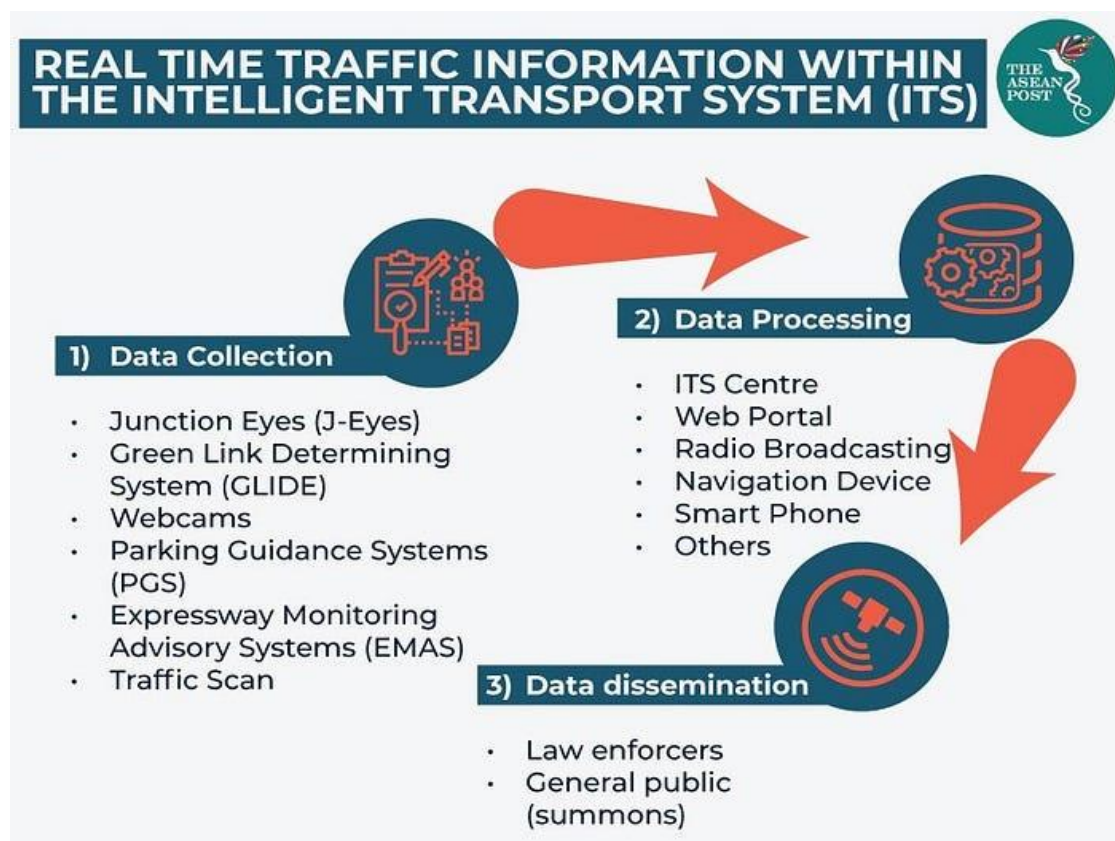 REAL TIME TRAFFIC INFORMATION WITHIN
THE INTELLIGENT TRANSPORT SYSTEM (ITS)
THE
ASEAN
POST
1) Data Collection
• Junction Eyes (J-Eyes)
• Green Link Determining
System (GLIDE)
• Webcams
• Parking Guidance Systems
(PGS)
• Expressway Monitoring
Advisory Systems (EMAS)
• Traffic Scan
2) Data Processing
• ITS Centre
• Web Portal
• Radio Broadcasting
• Navigation Device
• Smart Phone
• Others
3) Data dissemination
• Law enforcers
• General public
(summons)